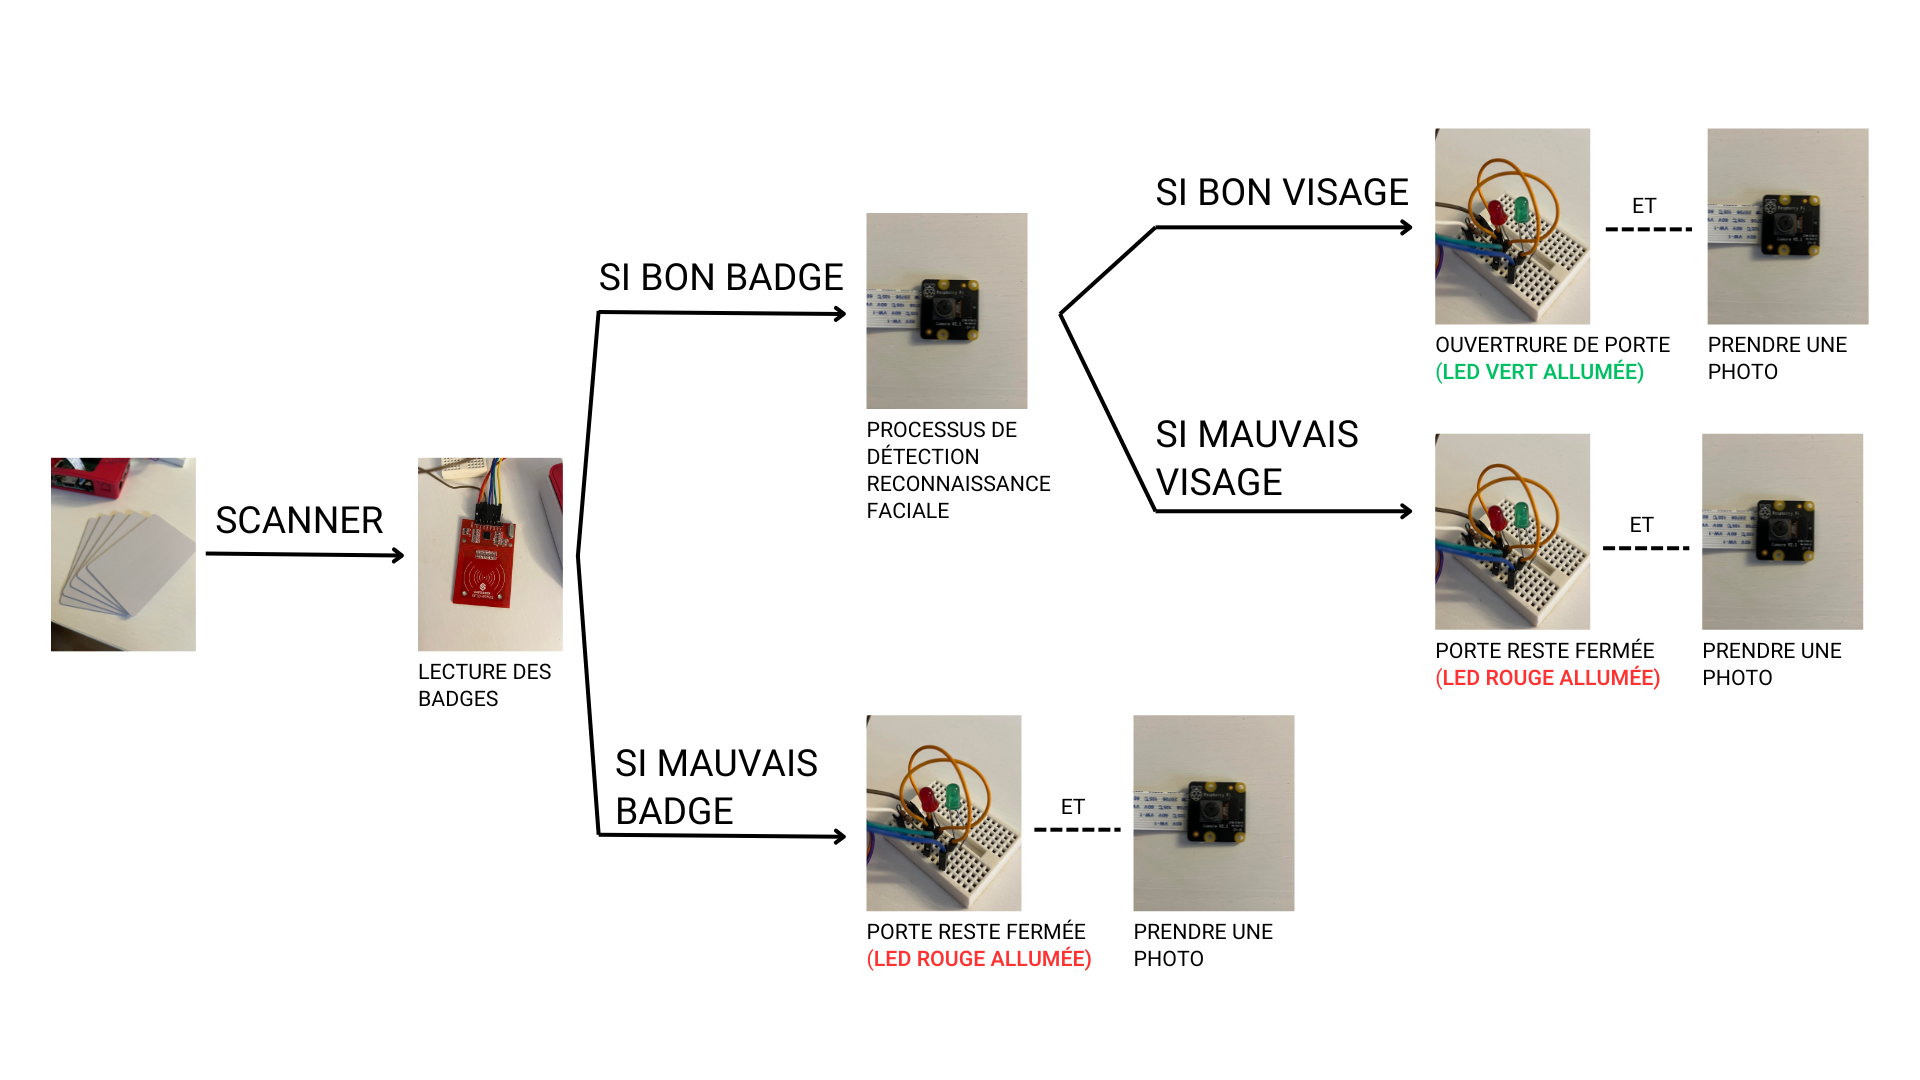 SCANNER
LECTURE DES
BADGES
SI BON BADGE
PROCESSUS DE
DÉTECTION
RECONNAISSANCE
FACIALE
SI BON VISAGE
OUVERTRURE DE PORTE
(LED VERT ALLUMÉE)
ET
PRENDRE UNE
PHOTO
SI MAUVAIS
VISAGE
PORTE RESTE FERMÉE
(LED ROUGE ALLUMÉE)
ET
PRENDRE UNE
PHOTO
SI MAUVAIS
BADGE
PORTE RESTE FERMÉE
(LED ROUGE ALLUMÉE)
ET
PRENDRE UNE
PHOTO